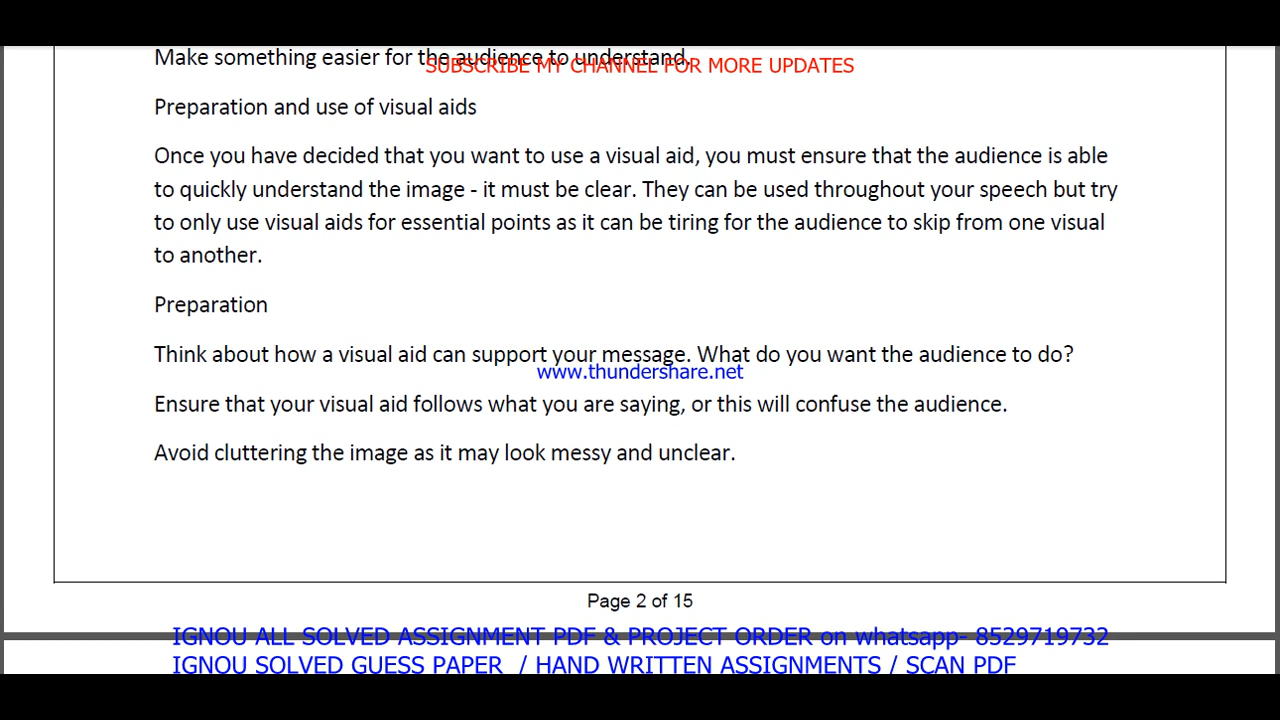 Make something easier for the audience to understand.
SUBSCRIBE MY CHANNEL FOR MORE UPDATES
Preparation and use of visual aids
Once you have decided that you want to use a visual aid, you must ensure that the audience is able
to quickly understand the image - it must be clear. They can be used throughout your speech but try
to only use visual aids for essential points as it can be tiring for the audience to skip from one visual
to another.
Preparation
Think about how a visual aid can support your message. What do you want the audience to do?
www.thundershare.net
Ensure that your visual aid follows what you are saying, or this will confuse the audience.
Avoid cluttering the image as it may look messy and unclear.
Page 2 of 15
IGNOU ALL SOLVED ASSIGNMENT PDF & PROJECT ORDER on whatsapp- 8529719732
IGNOU SOLVED GUESS PAPER / HAND WRITTEN ASSIGNMENTS / SCAN PDF